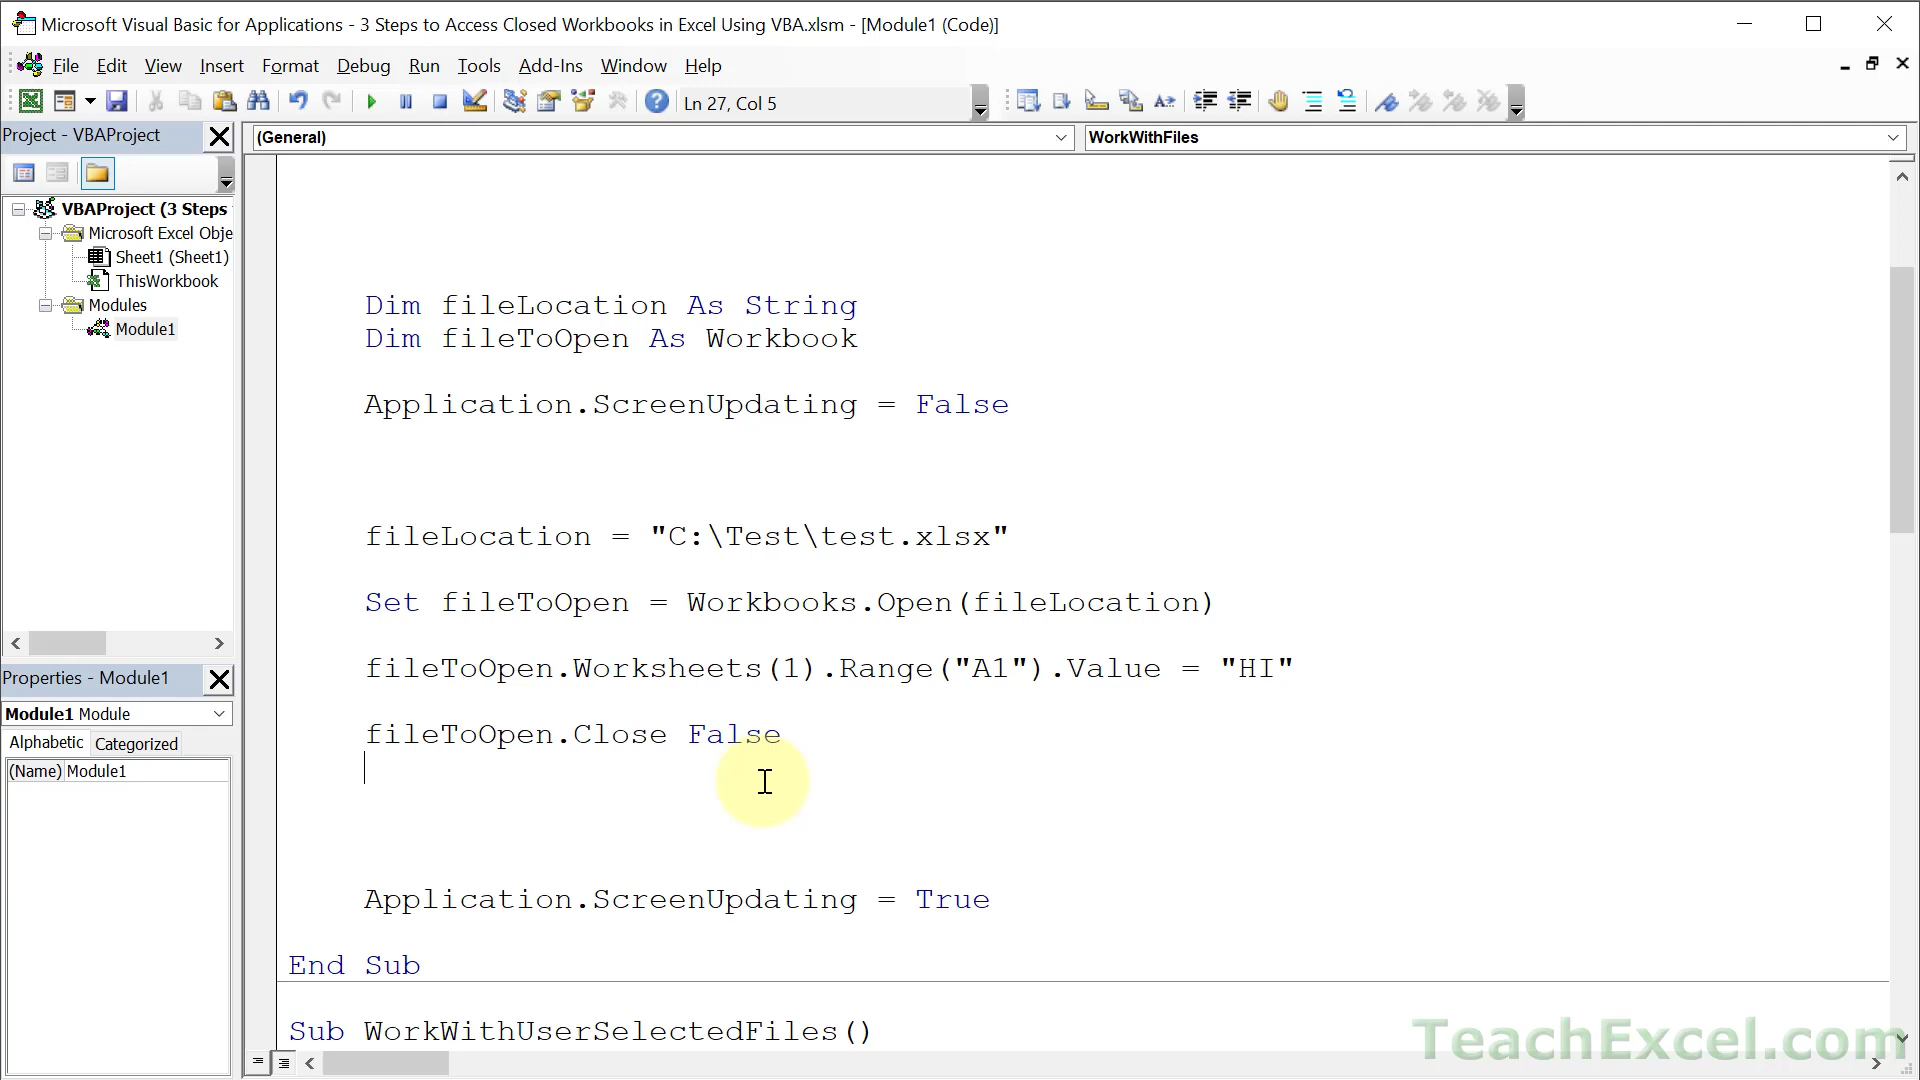 Microsoft Visual Basic for Applications - 3 Steps to Access Closed Workbooks in Excel Using VBA.xlsm - [Module1 (Code)]
File Edit View Insert Format Debug Run Tools Add-Ins Window Help
Ln 27, Col 5
Project - VBAProject
(General)
WorkWithFiles
VBAProject (3 Steps
Microsoft Excel Obje
Sheet1 (Sheet1)
ThisWorkbook
Modules
Module1
Properties - Module1
Module1 Module
Alphabetic Categorized
(Name) Module1
Dim fileLocation As String
Dim fileToOpen As Workbook
Application.ScreenUpdating = False
fileLocation = "C:\Test\test.xlsx"
Set fileToOpen = Workbooks.Open(fileLocation)
fileToOpen.Worksheets(1).Range("A1").Value = "HI"
fileToOpen.Close False
Application.ScreenUpdating = True
End Sub
Sub WorkWithUserSelectedFiles()
TeachExcel.com